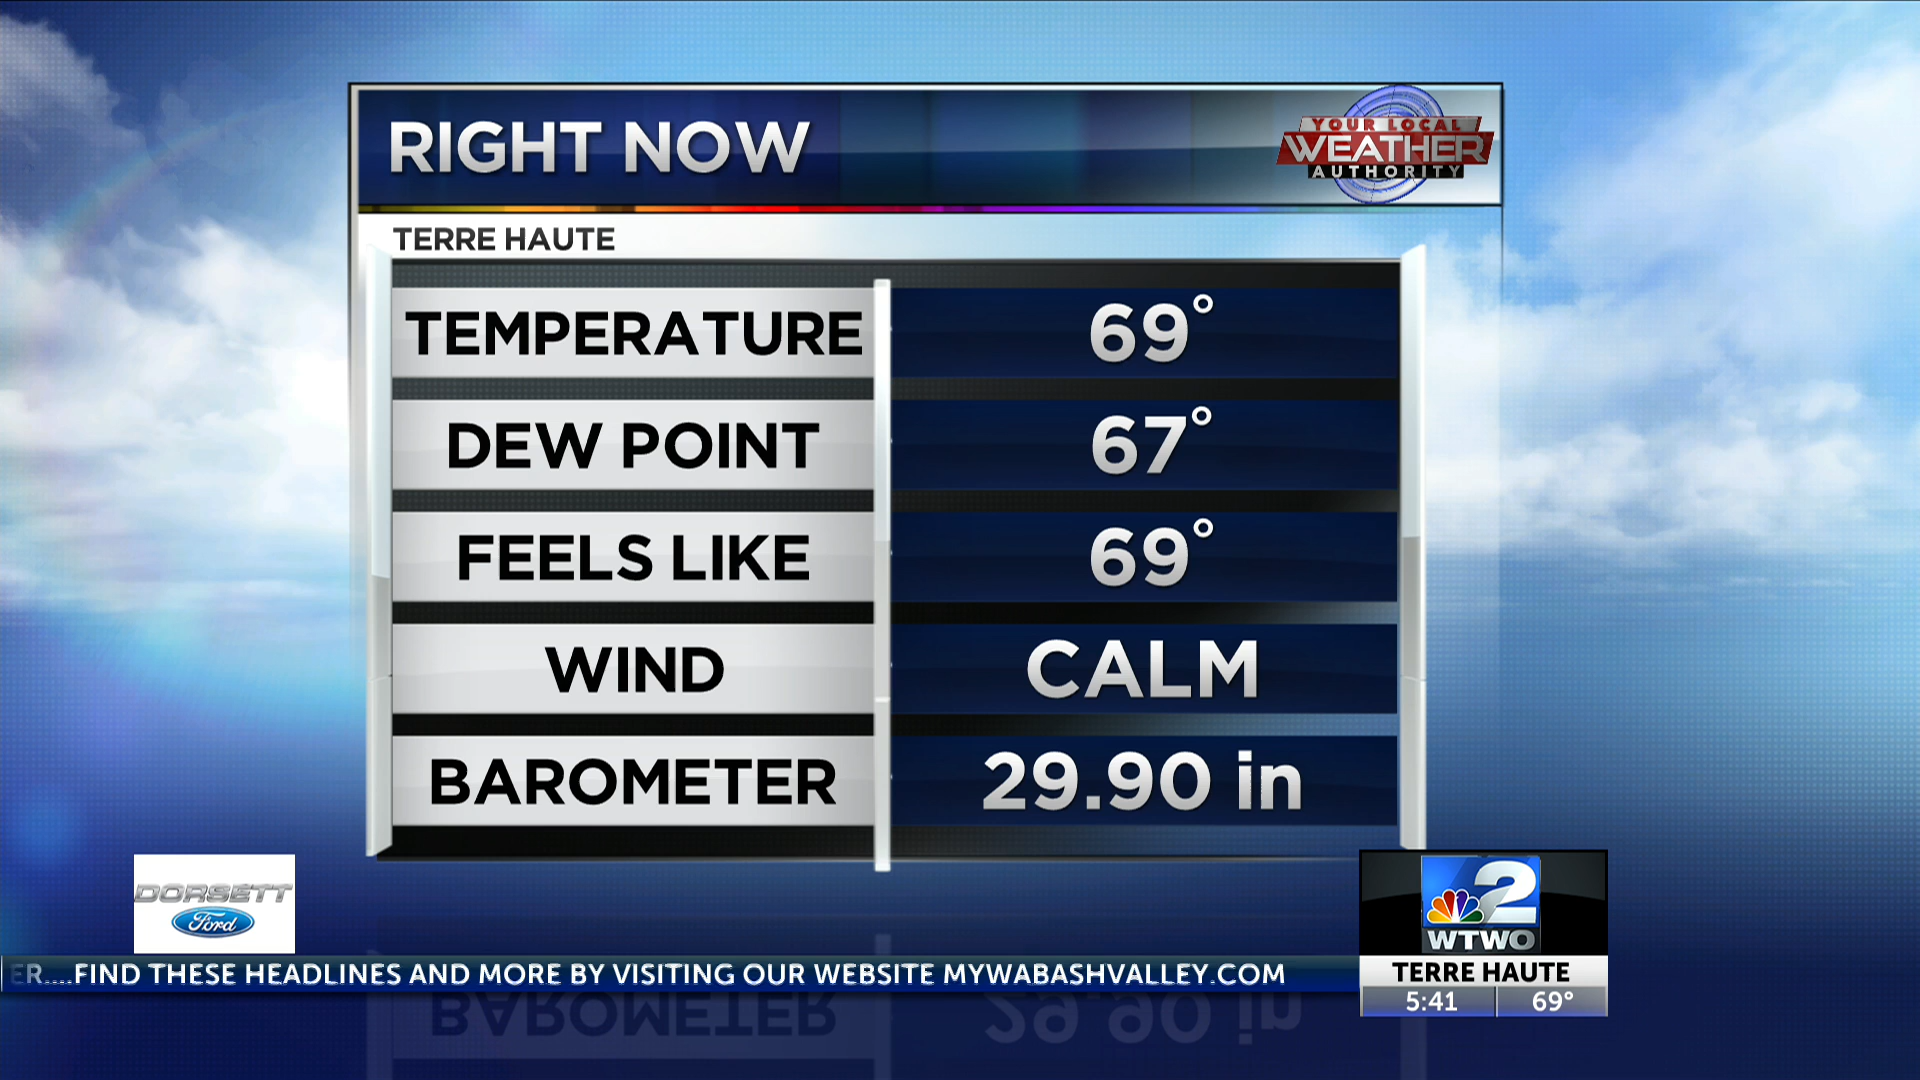 RIGHT NOW
YOUR LOCAL
WEATHER
AUTHORITY
TERRE HAUTE
TEMPERATURE 69°
DEW POINT 67°
FEELS LIKE 69°
WIND CALM
BAROMETER 29.90 in
DORSETT
Ford
2
WTWO
ER....FIND THESE HEADLINES AND MORE BY VISITING OUR WEBSITE MYWABASHVALLEY.COM
TERRE HAUTE
5:41 69°